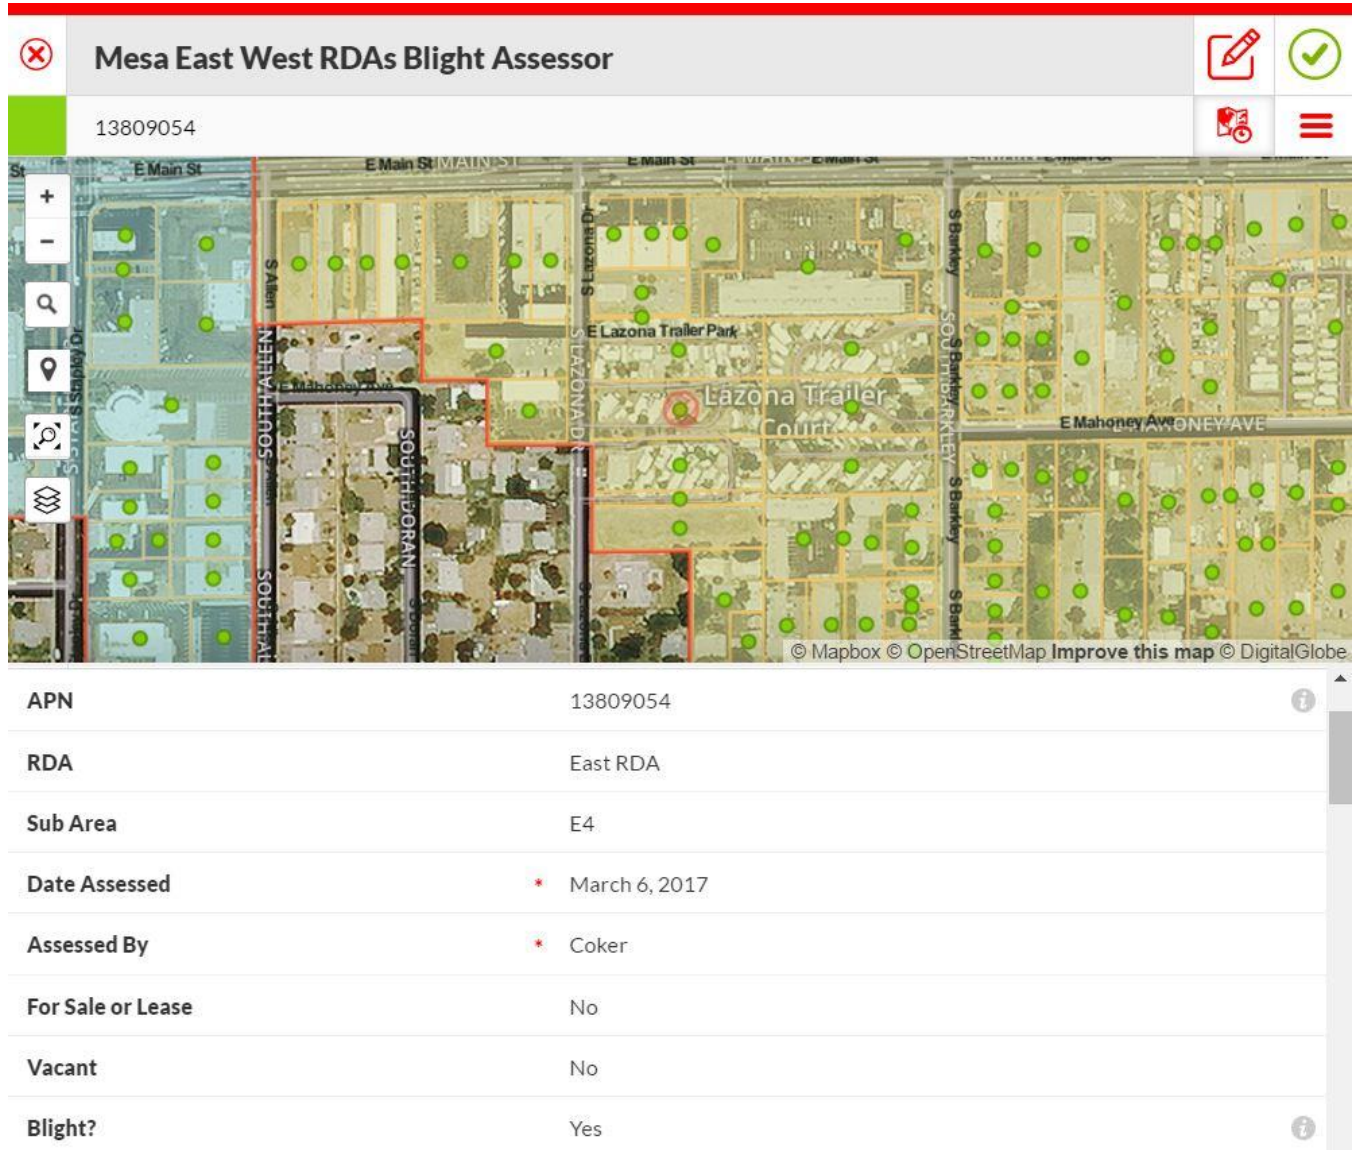 Mesa East West RDAs Blight Assessor
13809054
St
E Main St
E Main St
MAIN ST
E Main St
E Main St
S Allen
S Lazona Dr
S Barkley
E Lazona Trailer Park
S Stapley Dr
SOUTH ALLEN
E Mahoney Ave
S LAZONA DR
SOUTH BARKLEY
S Barkley
Lazona Trailer
Court
E Mahoney Ave
MAHONEY AVE
SOUTH DORAN
S Barkley
© Mapbox © OpenStreetMap Improve this map © DigitalGlobe
APN 13809054
RDA East RDA
Sub Area E4
Date Assessed * March 6, 2017
Assessed By * Coker
For Sale or Lease No
Vacant No
Blight? Yes